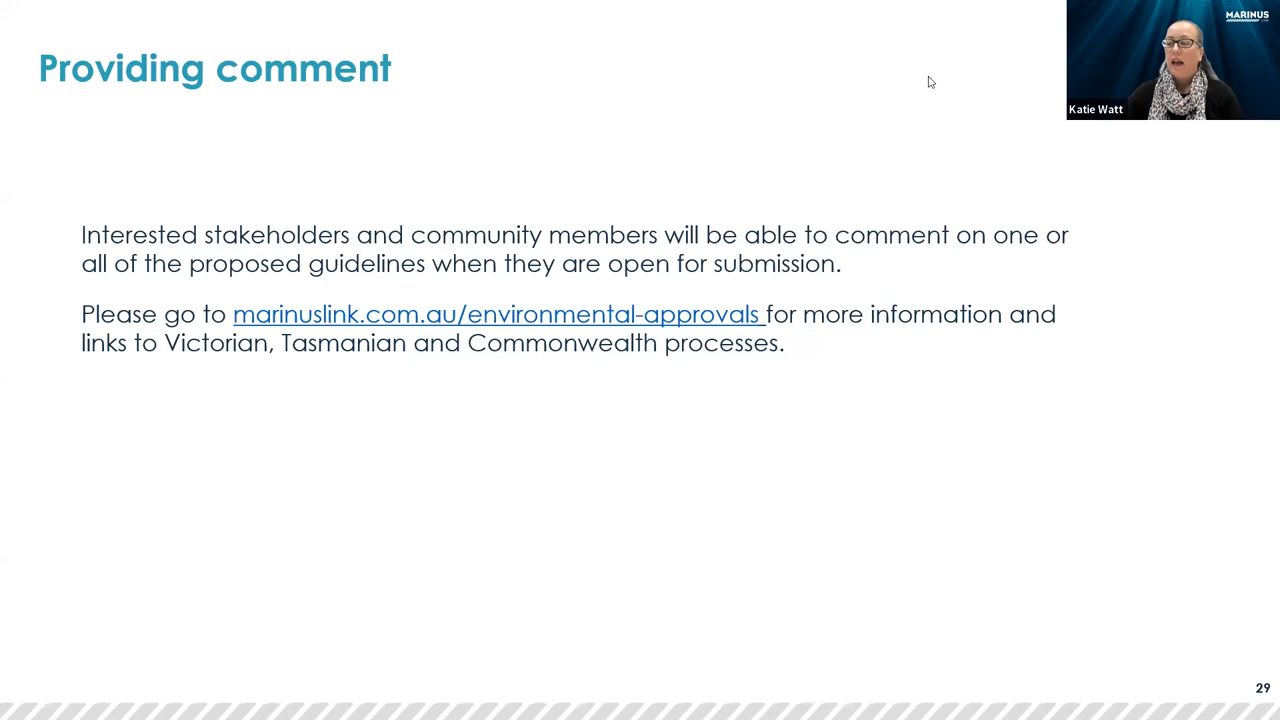 Providing comment
MARINUS
Katie Watt
Interested stakeholders and community members will be able to comment on one or
all of the proposed guidelines when they are open for submission.
Please go to marinuslink.com.au/environmental-approvals for more information and
links to Victorian, Tasmanian and Commonwealth processes.
29